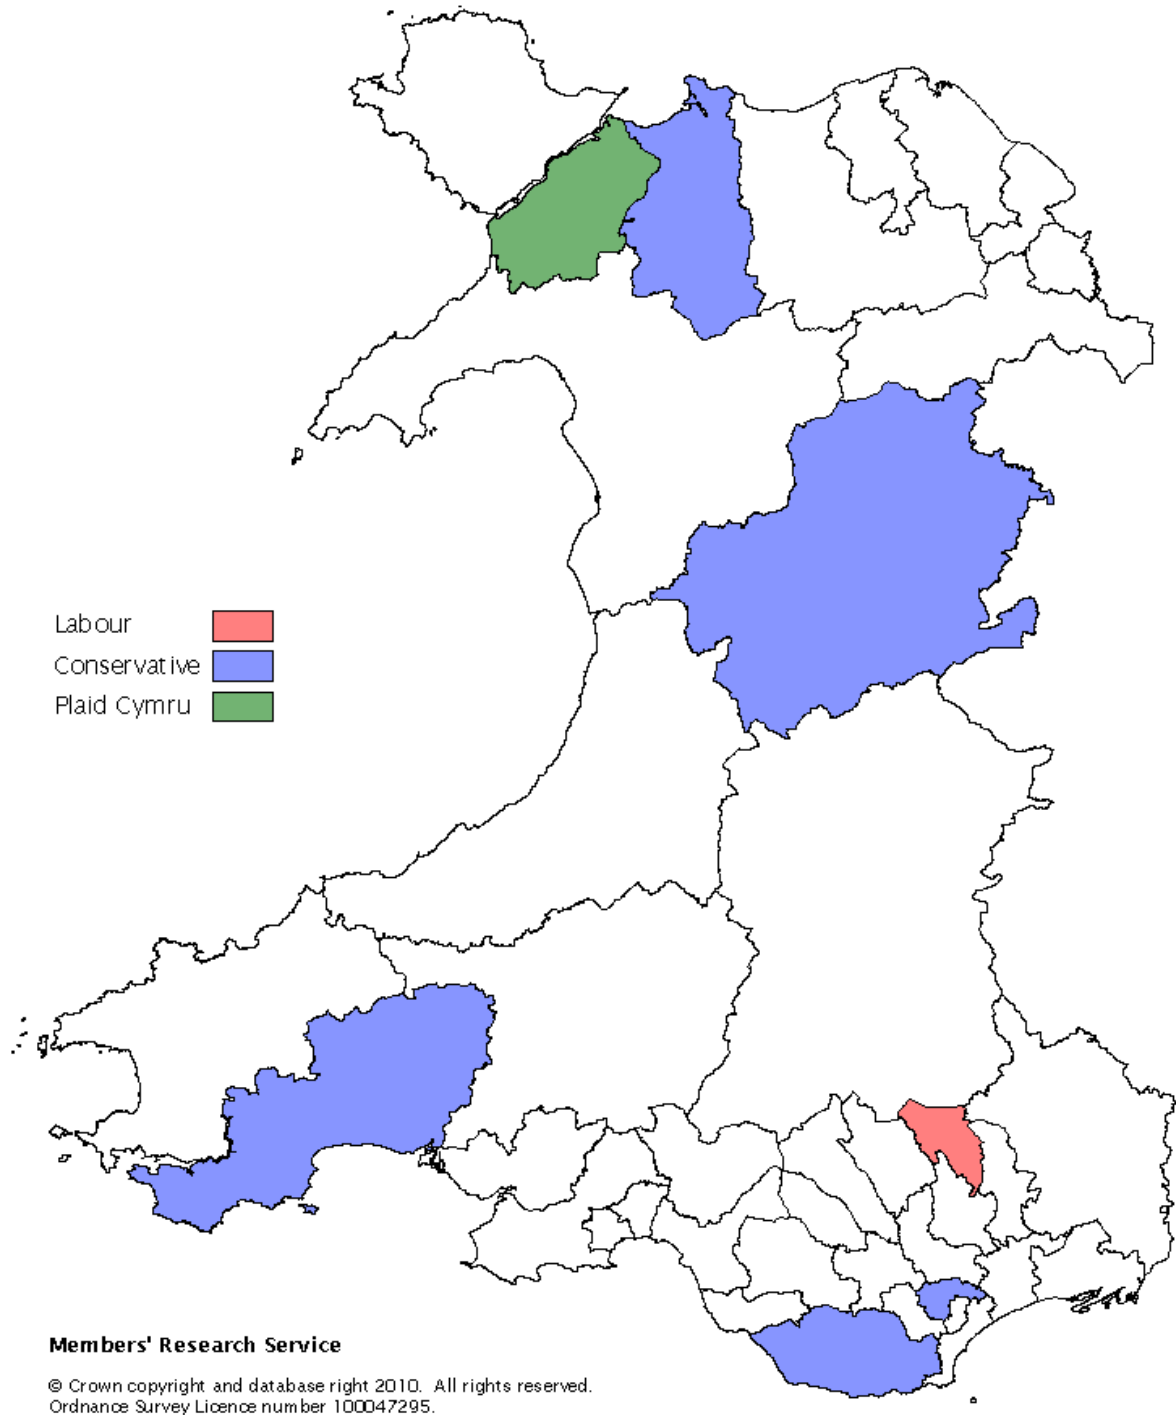 Labour
Conservative
Plaid Cymru
Members' Research Service
© Crown copyright and database right 2010. All rights reserved.
Ordnance Survey Licence number 100047295.